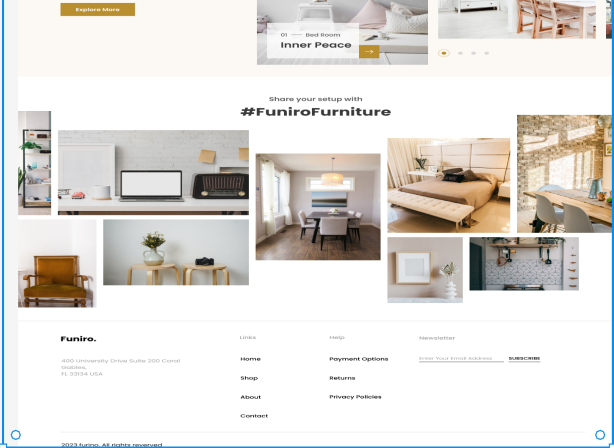 Explore More
01 — Bed Room
Inner Peace
Share your setup with
#FuniroFurniture
Funiro.
400 University Drive Suite 200 Coral
Gables,
FL 33134 USA
Links
Home
Shop
About
Contact
Help
Payment Options
Returns
Privacy Policies
Newsletter
Enter Your Email Address
SUBSCRIBE
2023 furino. All rights reserved